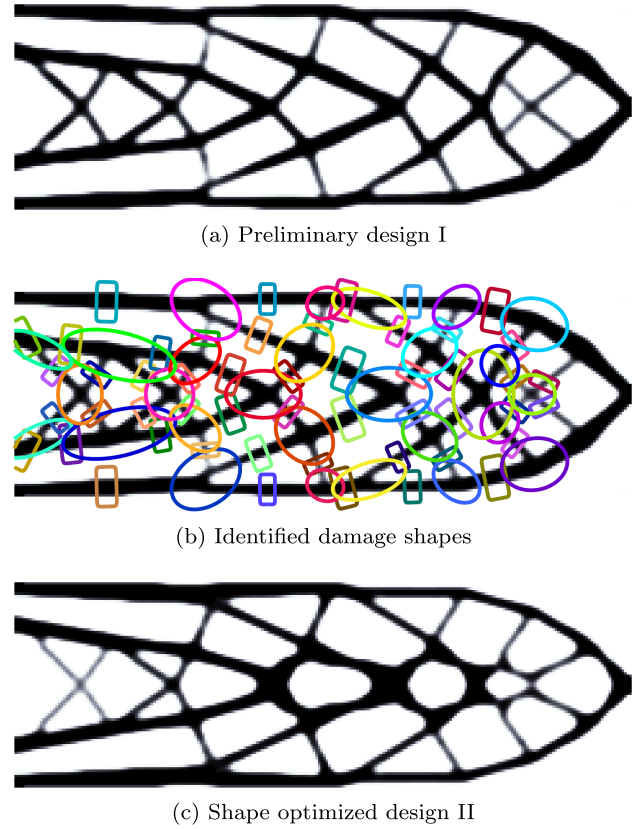 (a) Preliminary design I
(b) Identified damage shapes
(c) Shape optimized design II